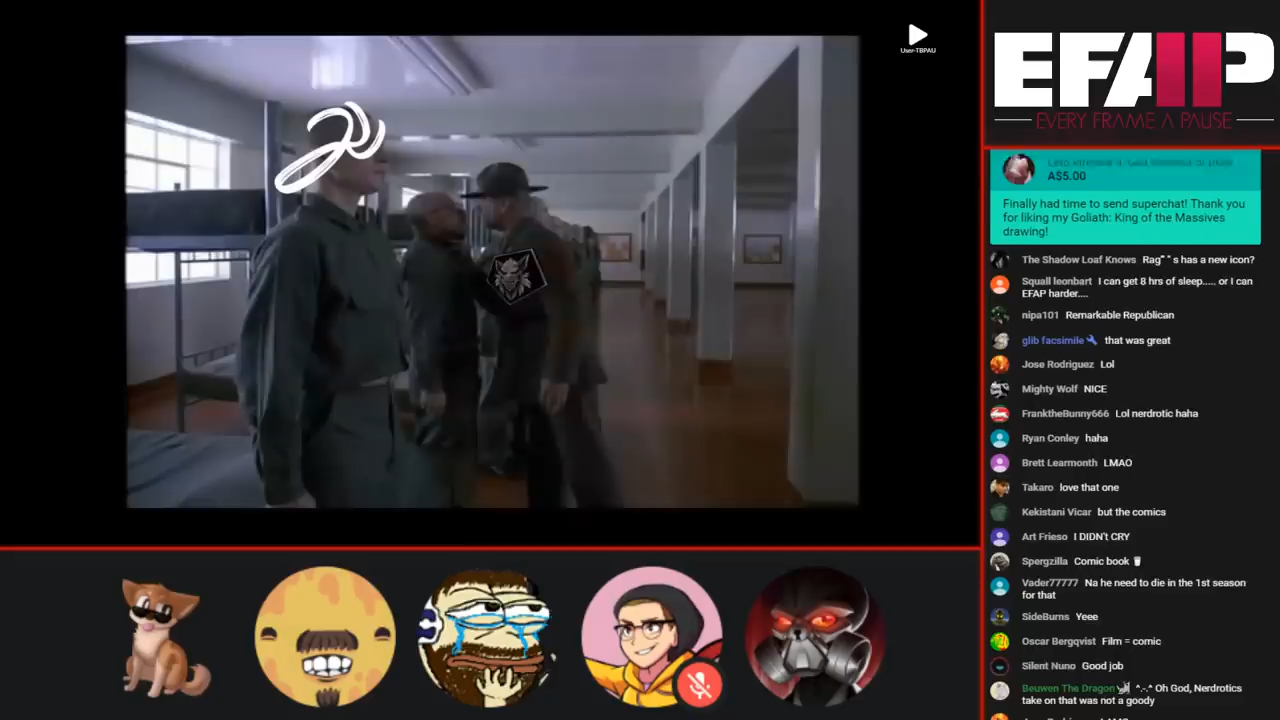 User-TBPAU
EFAP
EVERY FRAME A PAUSE
A$5.00
Finally had time to send superchat! Thank you
for liking my Goliath: King of the Massives
drawing!
The Shadow Loaf Knows Rag" " s has a new icon?
Squall leonbart I can get 8 hrs of sleep..... or I can
EFAP harder....
nipa101 Remarkable Republican
glib facsimile that was great
Jose Rodriguez Lol
Mighty Wolf NICE
FranktheBunny666 Lol nerdrotic haha
Ryan Conley haha
Brett Learmonth LMAO
Takaro love that one
Kekistani Vicar but the comics
Art Frieso I DIDN'T CRY
Spergzilla Comic book
Vader77777 Na he need to die in the 1st season
for that
SideBurns Yeee
Oscar Bergqvist Film = comic
Silent Nuno Good job
Beuwen The Dragon ^.-.^ Oh God, Nerdrotics
take on that was not a goody